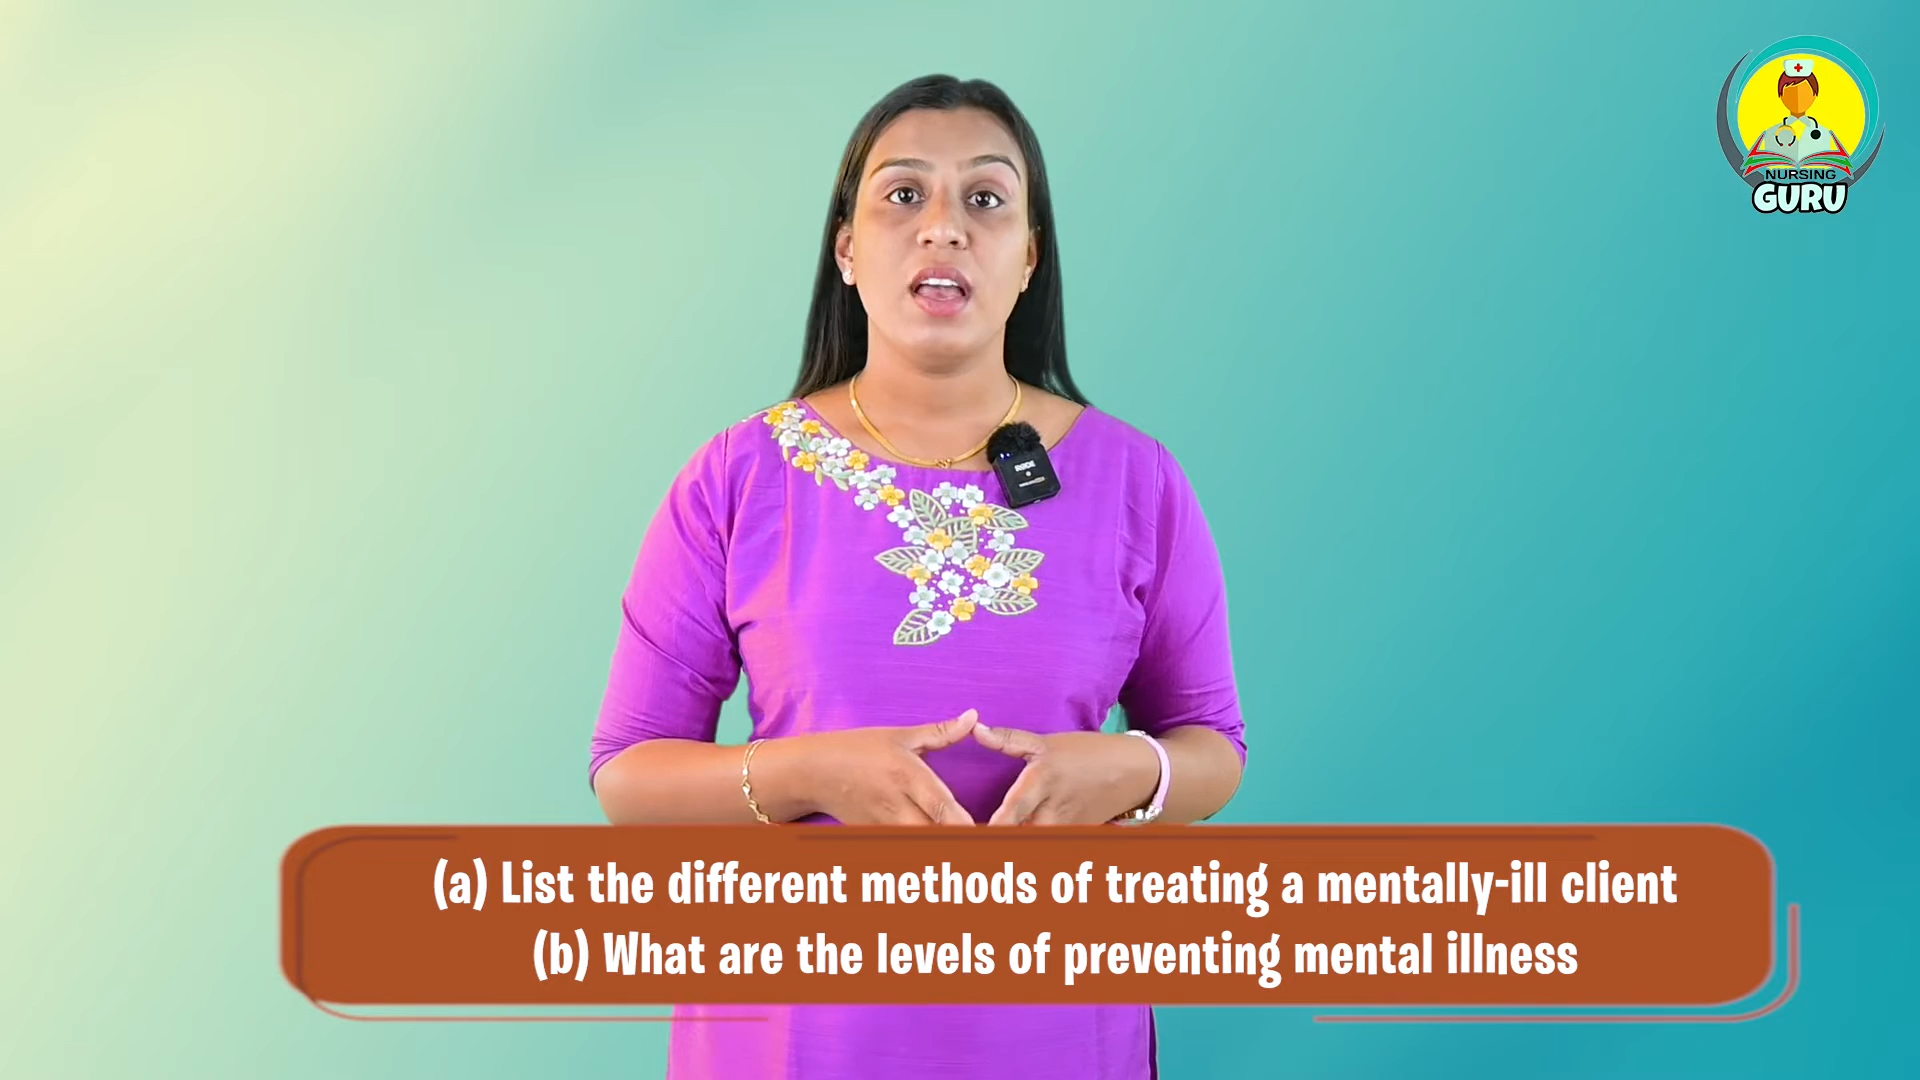 NURSING
GURU
RØDE
(a) List the different methods of treating a mentally-ill client
(b) What are the levels of preventing mental illness